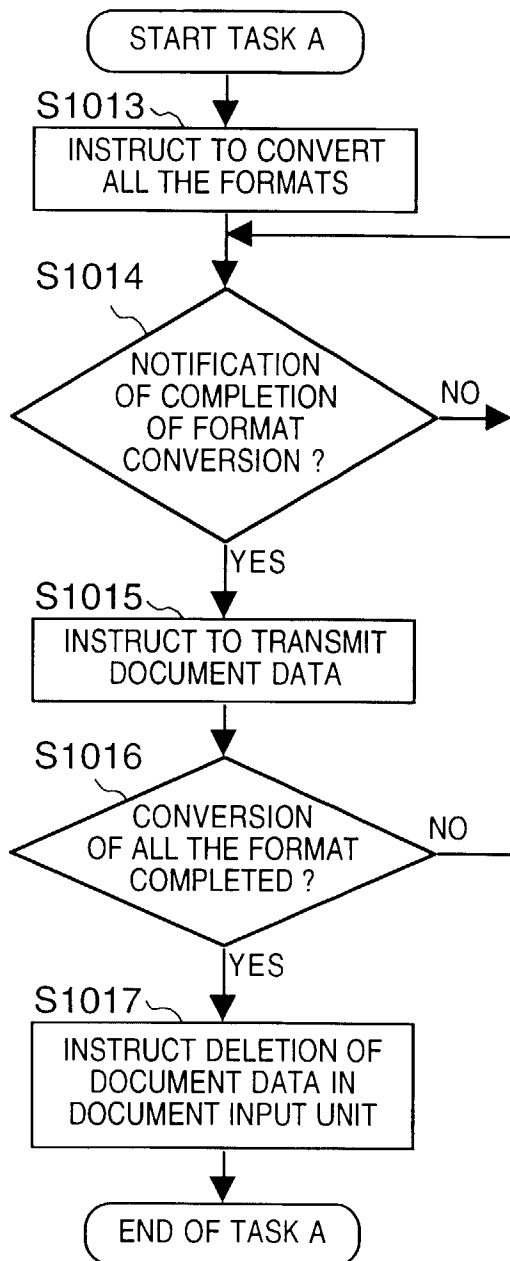 START TASK A
S1013
INSTRUCT TO CONVERT
ALL THE FORMATS
S1014
NOTIFICATION
OF COMPLETION
OF FORMAT
CONVERSION ?
NO
YES
S1015
INSTRUCT TO TRANSMIT
DOCUMENT DATA
S1016
CONVERSION
OF ALL THE FORMAT
COMPLETED ?
NO
YES
S1017
INSTRUCT DELETION OF
DOCUMENT DATA IN
DOCUMENT INPUT UNIT
END OF TASK A